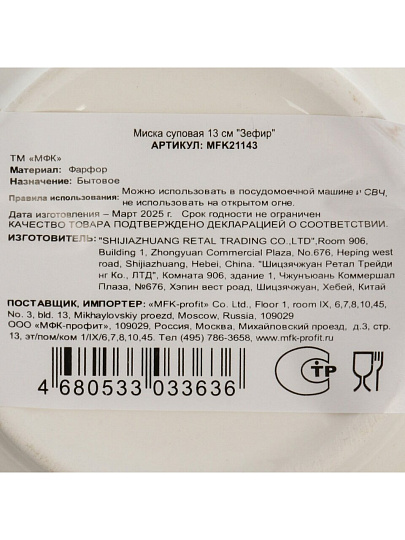 Миска суповая 13 см "Зефир"
АРТИКУЛ: MFK21143
ТМ «МФК»
Материал: Фарфор
Назначение: Бытовое
Правила использования: Можно использовать в посудомоечной машине и СВЧ,
не использовать на открытом огне.
Дата изготовления – Март 2025 г. Срок годности не ограничен
КАЧЕСТВО ТОВАРА ПОДТВЕРЖДЕНО ДЕКЛАРАЦИЕЙ О СООТВЕТСТВИИ.
ИЗГОТОВИТЕЛЬ: "SHIJIAZHUANG RETAL TRADING CO.,LTD",Room 906,
Building 1, Zhongyuan Commercial Plaza, No.676, Heping west
road, Shijiazhuang, Hebei, China. "Шицзячжуан Ретал Трейди
нг Ко., ЛТД", Комната 906, здание 1, Чжунъюань Коммершал
Плаза, №676, Хэпин вест роад, Шицзячжуан, Хебей, Китай
ПОСТАВЩИК, ИМПОРТЕР: «MFK-profit» Co. Ltd., Floor 1, room IX, 6,7,8,10,45,
No. 3, bld. 13, Mikhaylovskiy proezd, Moscow, Russia, 109029
ООО «МФК-профит», 109029, Россия, Москва, Михайловский проезд, д.3, стр.
13, эт/пом/ком 1/IX/6,7,8,10,45 Тел. (495) 786-3658, www.mfk-profit.ru
4 680533 033636
СТР